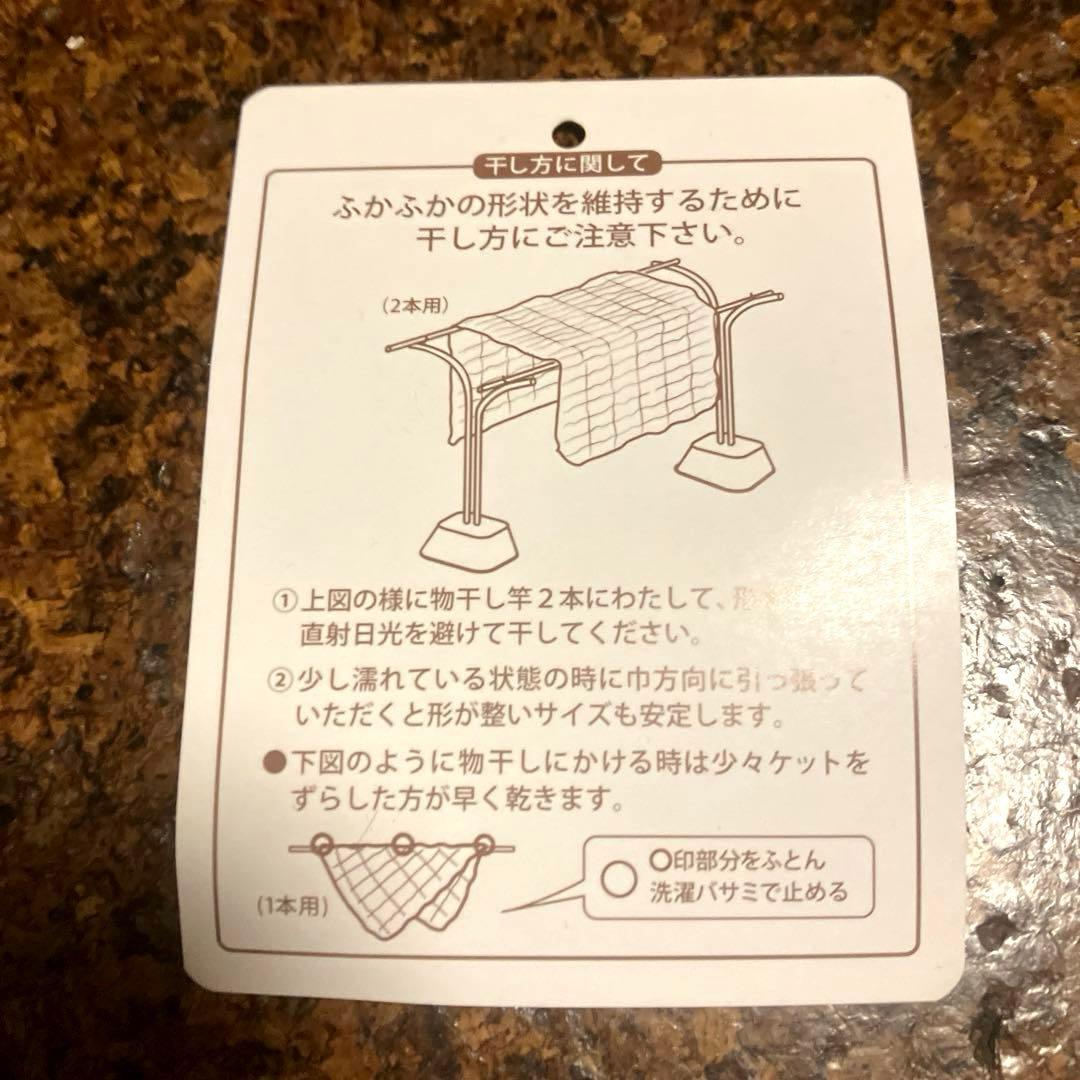 干し方に関して
ふかふかの形状を維持するために
干し方にご注意下さい。
(2本用)
①上図の様に物干し竿2本にわたして、形
直射日光を避けて干してください。
②少し濡れている状態の時に巾方向に引っ張って
いただくと形が整いサイズも安定します。
●下図のように物干しにかける時は少々ケットを
ずらした方が早く乾きます。
(1本用)
○印部分をふとん
洗濯バサミで止める